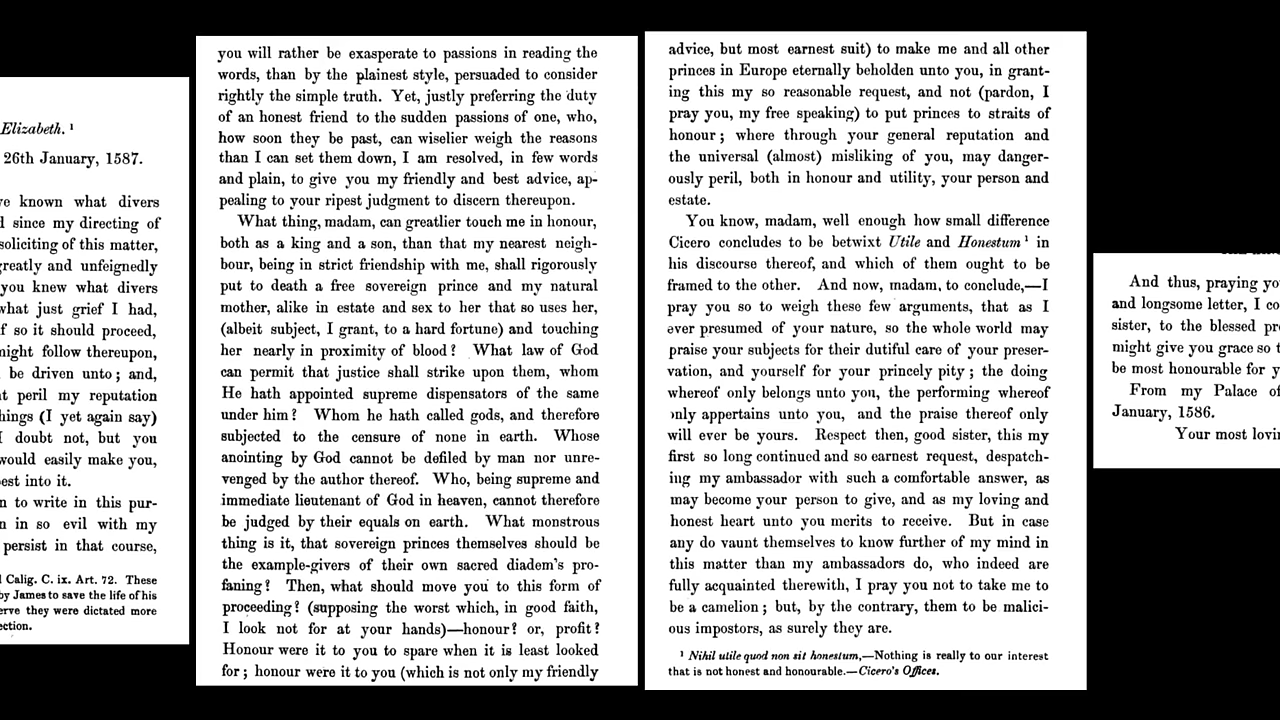 Elizabeth. ¹
26th January, 1587.
known what divers
since my directing of
soliciting of this matter,
greatly and unfeignedly
you knew what divers
what just grief I had,
if so it should proceed,
might follow thereupon,
be driven unto; and,
peril my reputation
things (I yet again say)
I doubt not, but you
would easily make you,
into it.
to write in this pur-
in so evil with my
persist in that course,
Calig. C. ix. Art. 72. These
by James to save the life of his
they were dictated more
you will rather be exasperate to passions in reading the
words, than by the plainest style, persuaded to consider
rightly the simple truth. Yet, justly preferring the duty
of an honest friend to the sudden passions of one, who,
how soon they be past, can wiselier weigh the reasons
than I can set them down, I am resolved, in few words
and plain, to give you my friendly and best advice, ap-
pealing to your ripest judgment to discern thereupon.
What thing, madam, can greatlier touch me in honour,
both as a king and a son, than that my nearest neigh-
bour, being in strict friendship with me, shall rigorously
put to death a free sovereign prince and my natural
mother, alike in estate and sex to her that so uses her,
(albeit subject, I grant, to a hard fortune) and touching
her nearly in proximity of blood? What law of God
can permit that justice shall strike upon them, whom
He hath appointed supreme dispensators of the same
under him? Whom he hath called gods, and therefore
subjected to the censure of none in earth. Whose
anointing by God cannot be defiled by man nor unre-
venged by the author thereof. Who, being supreme and
immediate lieutenant of God in heaven, cannot therefore
be judged by their equals on earth. What monstrous
thing is it, that sovereign princes themselves should be
the example-givers of their own sacred diadem's pro-
faning? Then, what should move you to this form of
proceeding? (supposing the worst which, in good faith,
I look not for at your hands)—honour? or, profit?
Honour were it to you to spare when it is least looked
for; honour were it to you (which is not only my friendly
advice, but most earnest suit) to make me and all other
princes in Europe eternally beholden unto you, in grant-
ing this my so reasonable request, and not (pardon, I
pray you, my free speaking) to put princes to straits of
honour; where through your general reputation and
the universal (almost) misliking of you, may danger-
ously peril, both in honour and utility, your person and
estate.
You know, madam, well enough how small difference
Cicero concludes to be betwixt Utile and Honestum ¹ in
his discourse thereof, and which of them ought to be
framed to the other. And now, madam, to conclude,—I
pray you so to weigh these few arguments, that as I
ever presumed of your nature, so the whole world may
praise your subjects for their dutiful care of your preser-
vation, and yourself for your princely pity; the doing
whereof only belongs unto you, the performing whereof
only appertains unto you, and the praise thereof only
will ever be yours. Respect then, good sister, this my
first so long continued and so earnest request, despatch-
ing my ambassador with such a comfortable answer, as
may become your person to give, and as my loving and
honest heart unto you merits to receive. But in case
any do vaunt themselves to know further of my mind in
this matter than my ambassadors do, who indeed are
fully acquainted therewith, I pray you not to take me to
be a camelion; but, by the contrary, them to be malici-
ous impostors, as surely they are.
¹ Nihil utile quod non sit honestum,—Nothing is really to our interest
that is not honest and honourable.—Cicero's Offices.
And thus, praying
and longsome letter, I
sister, to the blessed
might give you grace so
be most honourable for
From my Palace of
January, 1586.
Your most